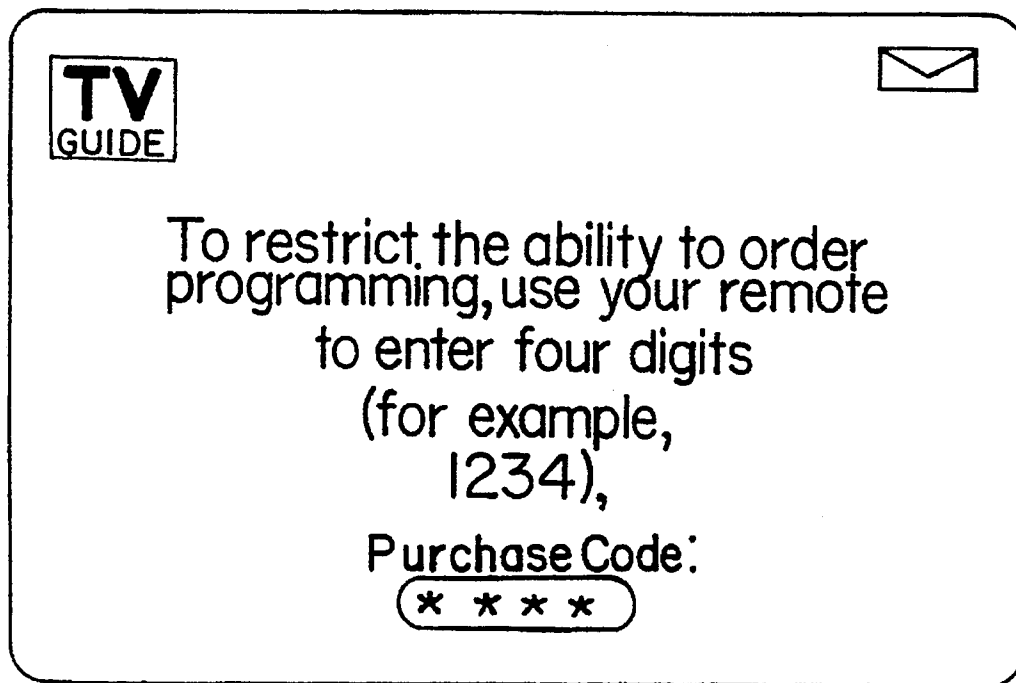 TV
GUIDE
To restrict the ability to order
programming, use your remote
to enter four digits
(for example,
1234),
Purchase Code:
* * * *